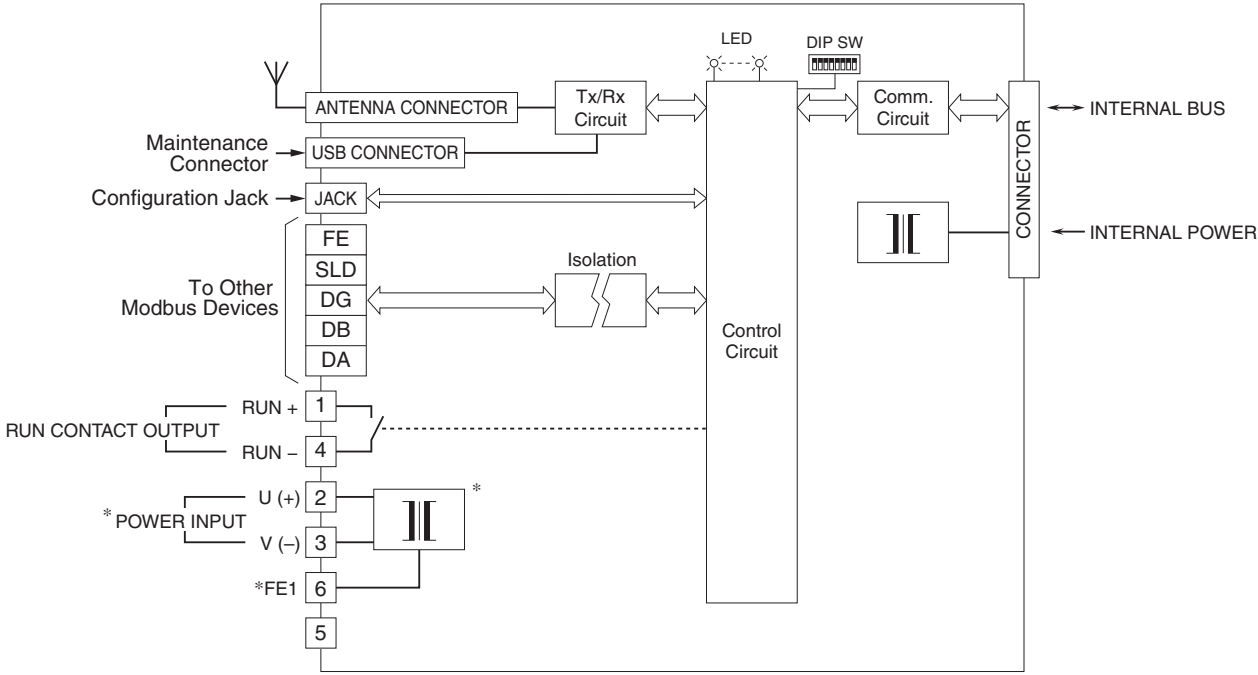 LED
DIP SW
ANTENNA CONNECTOR
Tx/Rx
Circuit
Comm.
Circuit
INTERNAL BUS
Maintenance
Connector
USB CONNECTOR
CONNECTOR
Configuration Jack
JACK
INTERNAL POWER
To Other
Modbus Devices
FE
SLD
DG
DB
DA
Isolation
Control
Circuit
RUN CONTACT OUTPUT
RUN + 1
RUN – 4
*POWER INPUT
U (+) 2
V (–) 3
*
*FE1 6
5